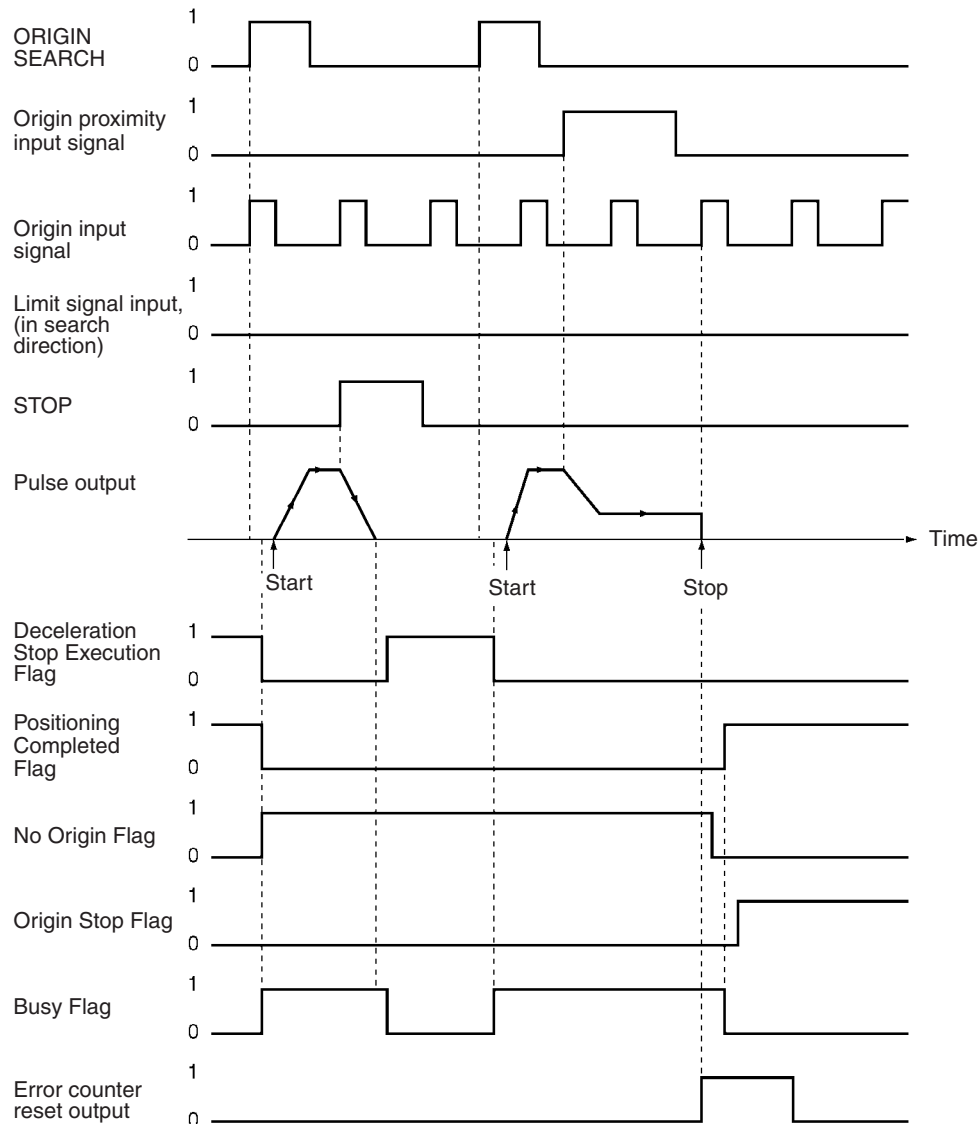 1
ORIGIN
SEARCH
0
1
Origin proximity
input signal
0
1
Origin input
signal
0
1
Limit signal input,
(in search
direction)
0
1
STOP
0
Pulse output
Time
Start
Start
Stop
Deceleration
Stop Execution
Flag
1
0
Positioning
Completed
Flag
1
0
1
No Origin Flag
0
1
Origin Stop Flag
0
1
Busy Flag
0
1
Error counter
reset output
0